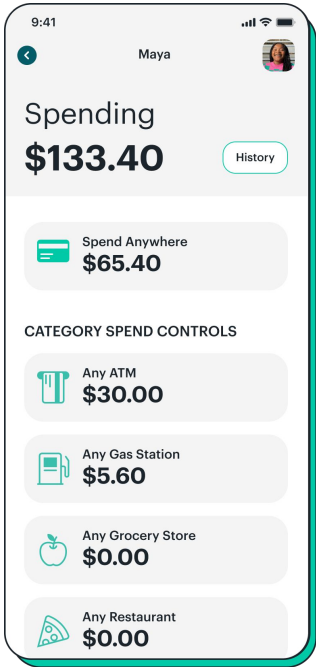 9:41
Maya
Spending
$133.40
History
Spend Anywhere
$65.40
CATEGORY SPEND CONTROLS
Any ATM
$30.00
Any Gas Station
$5.60
Any Grocery Store
$0.00
Any Restaurant
$0.00